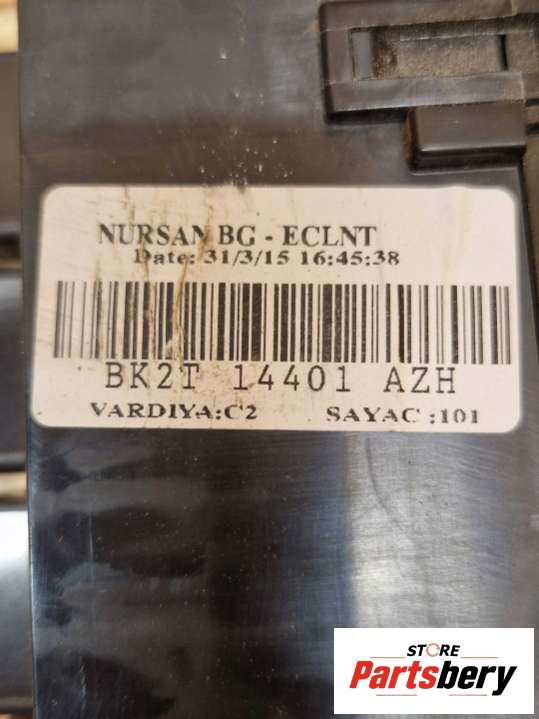 NURSAN BG - ECLNT
Date: 31/3/15 16:45:38
BK2T 14401 AZH
VARDIYA:C2 SAYAC :101
STORE
Partsbery